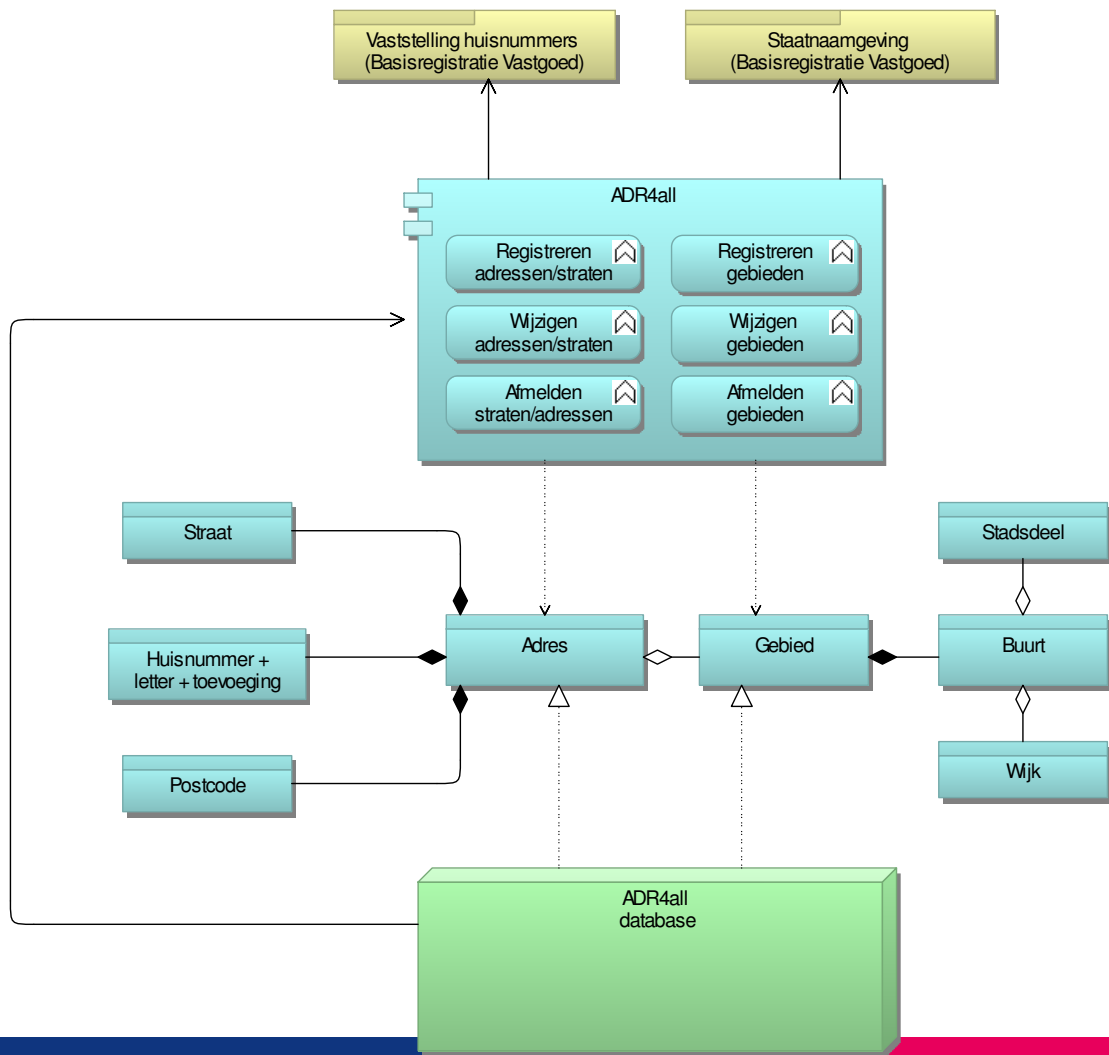 Vaststelling huisnummers
(Basisregistratie Vastgoed)
Staatnaamgeving
(Basisregistratie Vastgoed)
ADR4all
Registreren
adressen/straten
Registreren
gebieden
Wijzigen
adressen/straten
Wijzigen
gebieden
Afmelden
straten/adressen
Afmelden
gebieden
Straat
Stadsdeel
Huisnummer +
letter + toevoeging
Adres
Gebied
Buurt
Postcode
Wijk
ADR4all
database